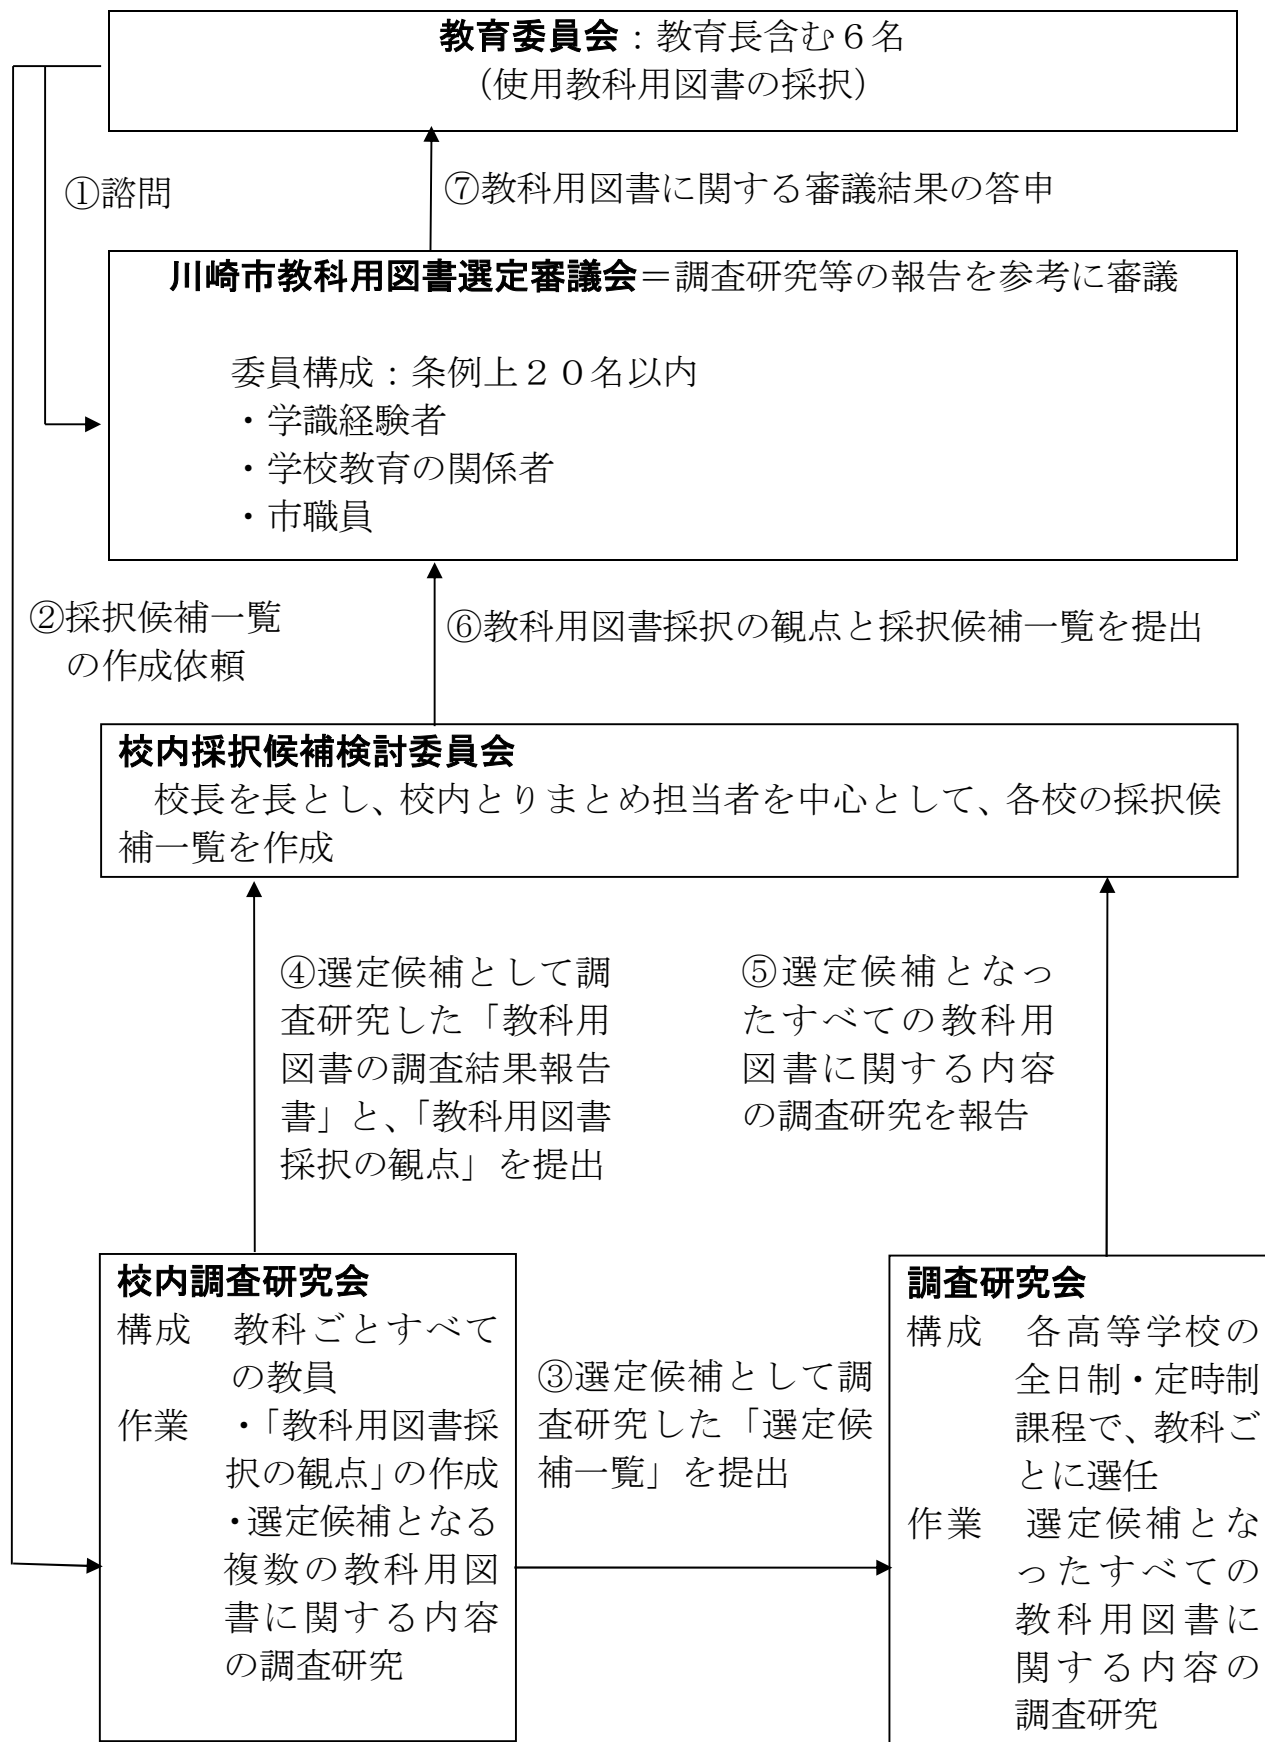 教育委員会：教育長含む６名
（使用教科用図書の採択）
①諮問
⑦教科用図書に関する審議結果の答申
川崎市教科用図書選定審議会＝調査研究等の報告を参考に審議
委員構成：条例上２０名以内
・学識経験者
・学校教育の関係者
・市職員
②採択候補一覧
の作成依頼
⑥教科用図書採択の観点と採択候補一覧を提出
校内採択候補検討委員会
校長を長とし、校内とりまとめ担当者を中心として、各校の採択候
補一覧を作成
④選定候補として調
査研究した「教科用
図書の調査結果報告
書」と、「教科用図書
採択の観点」を提出
⑤選定候補となっ
たすべての教科用
図書に関する内容
の調査研究を報告
校内調査研究会
構成　教科ごとすべて
の教員
作業　・「教科用図書採
択の観点」の作成
・選定候補となる
複数の教科用図
書に関する内容
の調査研究
③選定候補として調
査研究した「選定候
補一覧」を提出
調査研究会
構成　各高等学校の
全日制・定時制
課程で、教科ご
とに選任
作業　選定候補とな
ったすべての
教科用図書に
関する内容の
調査研究